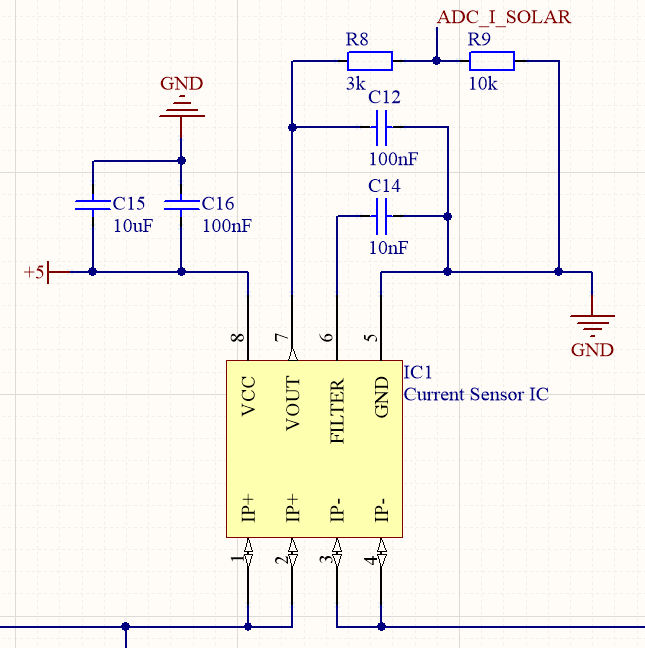 ADC_I_SOLAR
R8
R9
3k
10k
GND
C12
100nF
C14
10nF
C15
C16
10uF
100nF
+5
GND
8
7
6
5
IC1
Current Sensor IC
VCC
VOUT
FILTER
GND
IP+
IP+
IP-
IP-
1
2
3
4